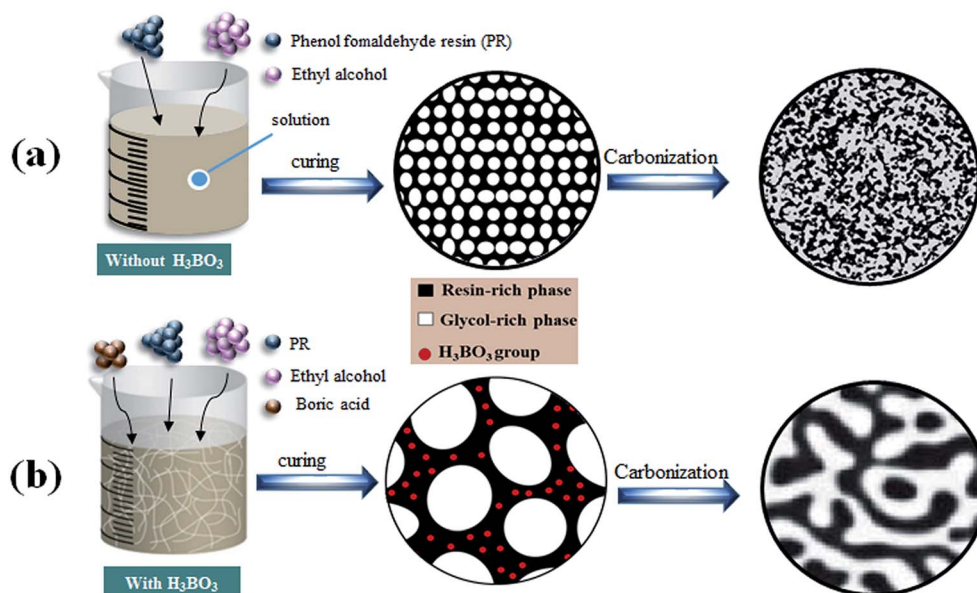 Phenol fomaldehyde resin (PR)
Ethyl alcohol
solution
(a)
curing
Carbonization
Without H₃BO₃
Resin-rich phase
Glycol-rich phase
H₃BO₃ group
PR
Ethyl alcohol
Boric acid
(b)
curing
Carbonization
With H₃BO₃